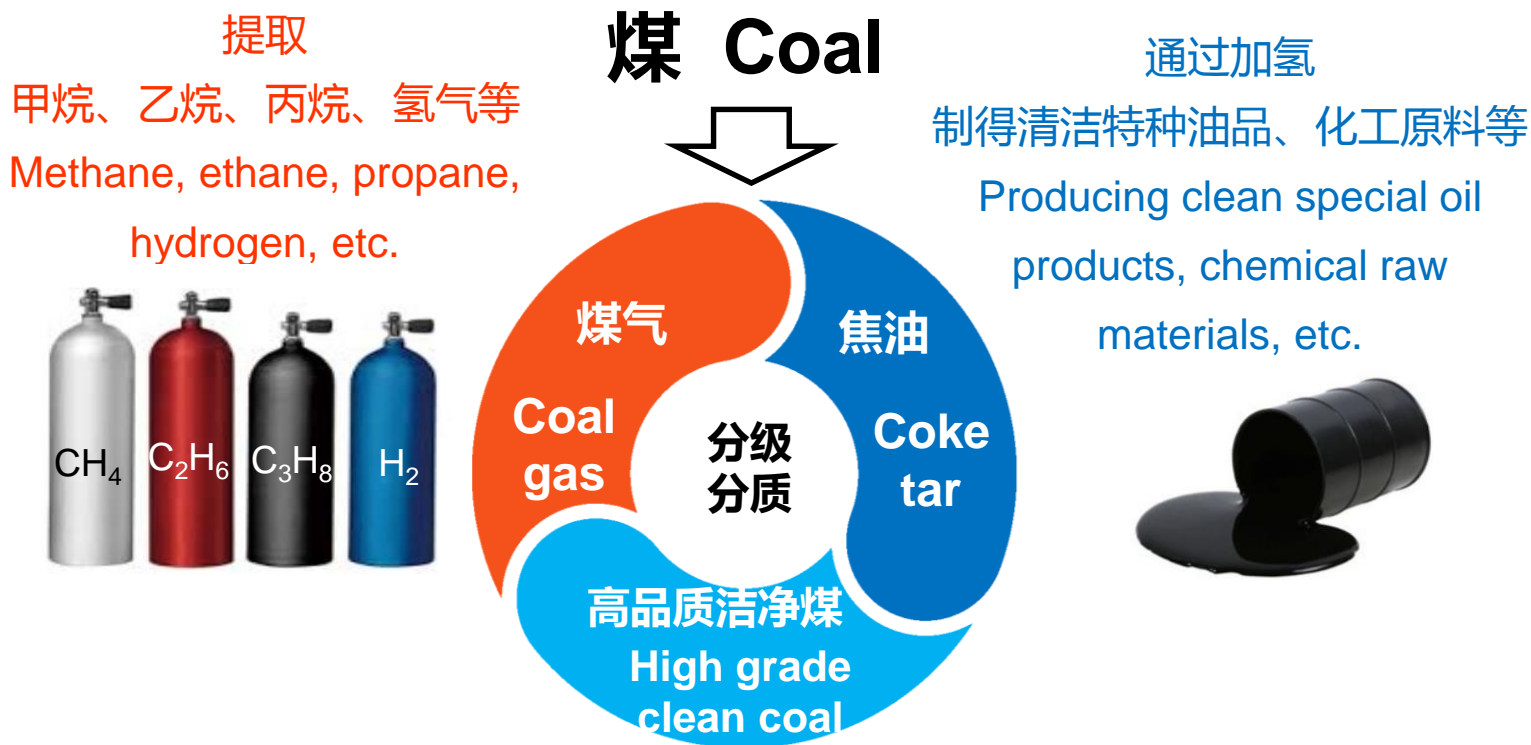 煤 Coal
提取
甲烷、乙烷、丙烷、氢气等
Methane, ethane, propane,
hydrogen, etc.
CH₄
C₂H₆
C₃H₈
H₂
通过加氢
制得清洁特种油品、化工原料等
Producing clean special oil
products, chemical raw
materials, etc.
煤气
Coal
gas
焦油
Coke
tar
分级
分质
高品质洁净煤
High grade
clean coal